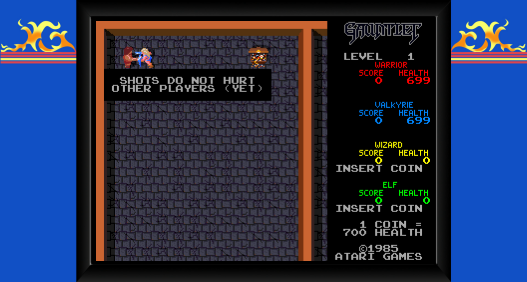 GAUNTLET
LEVEL 1
WARRIOR
SCORE HEALTH
0 699
SHOTS DO NOT HURT
OTHER PLAYERS (YET)
VALKYRIE
SCORE HEALTH
0 699
WIZARD
SCORE HEALTH
0 0
INSERT COIN
ELF
SCORE HEALTH
0 0
INSERT COIN
1 COIN =
700 HEALTH
©1985
ATARI GAMES